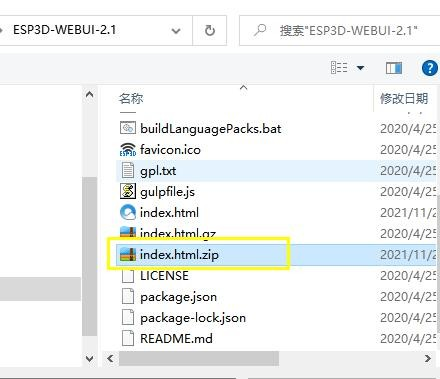 ESP3D-WEBUI-2.1
搜索"ESP3D-WEBUI-2.1"
名称 修改日期
buildLanguagePacks.bat 2020/4/25
favicon.ico 2020/4/25
gpl.txt 2020/4/25
gulpfile.js 2020/4/25
index.html 2021/11/2
index.html.gz 2020/4/25
index.html.zip 2021/11/2
LICENSE 2020/4/25
package.json 2020/4/25
package-lock.json 2020/4/25
README.md 2020/4/25